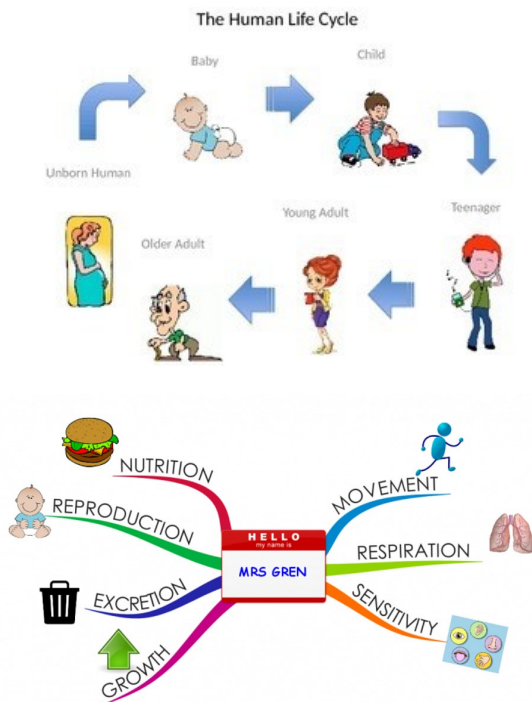 The Human Life Cycle
Baby
Child
Unborn Human
Teenager
Young Adult
Older Adult
NUTRITION
MOVEMENT
REPRODUCTION
HELLO
my name is
MRS GREN
RESPIRATION
EXCRETION
SENSITIVITY
GROWTH